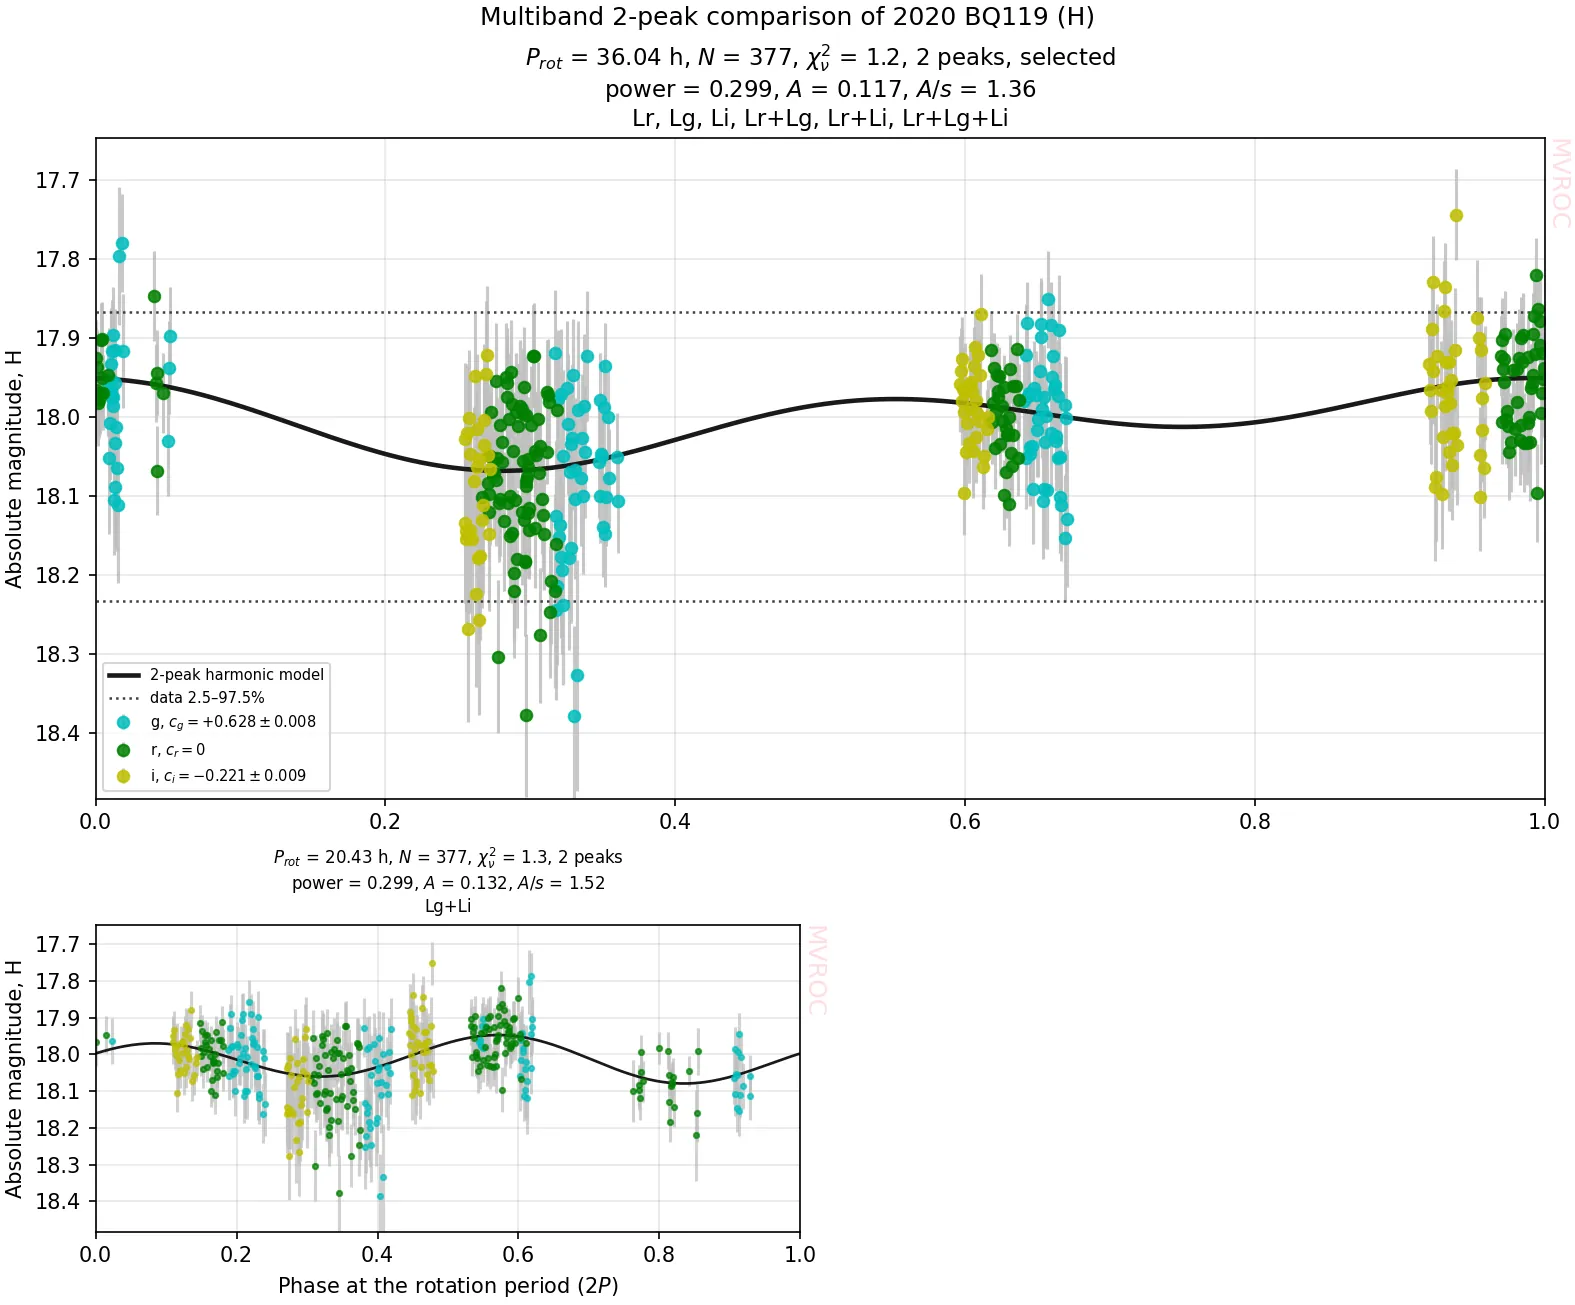 Multiband 2-peak comparison of 2020 BQ119 (H)
P_rot = 36.04 h, N = 377, χ²_ν = 1.2, 2 peaks, selected
power = 0.299, A = 0.117, A/s = 1.36
Lr, Lg, Li, Lr+Lg, Lr+Li, Lr+Lg+Li
MVROC
Absolute magnitude, H
17.7
17.8
17.9
18.0
18.1
18.2
18.3
18.4
2-peak harmonic model
data 2.5–97.5%
g, c_g = +0.628 ± 0.008
r, c_r = 0
i, c_i = −0.221 ± 0.009
0.0 0.2 0.4 0.6 0.8 1.0
P_rot = 20.43 h, N = 377, χ²_ν = 1.3, 2 peaks
power = 0.299, A = 0.132, A/s = 1.52
Lg+Li
MVROC
Absolute magnitude, H
17.7
17.8
17.9
18.0
18.1
18.2
18.3
18.4
0.0 0.2 0.4 0.6 0.8 1.0
Phase at the rotation period (2P)